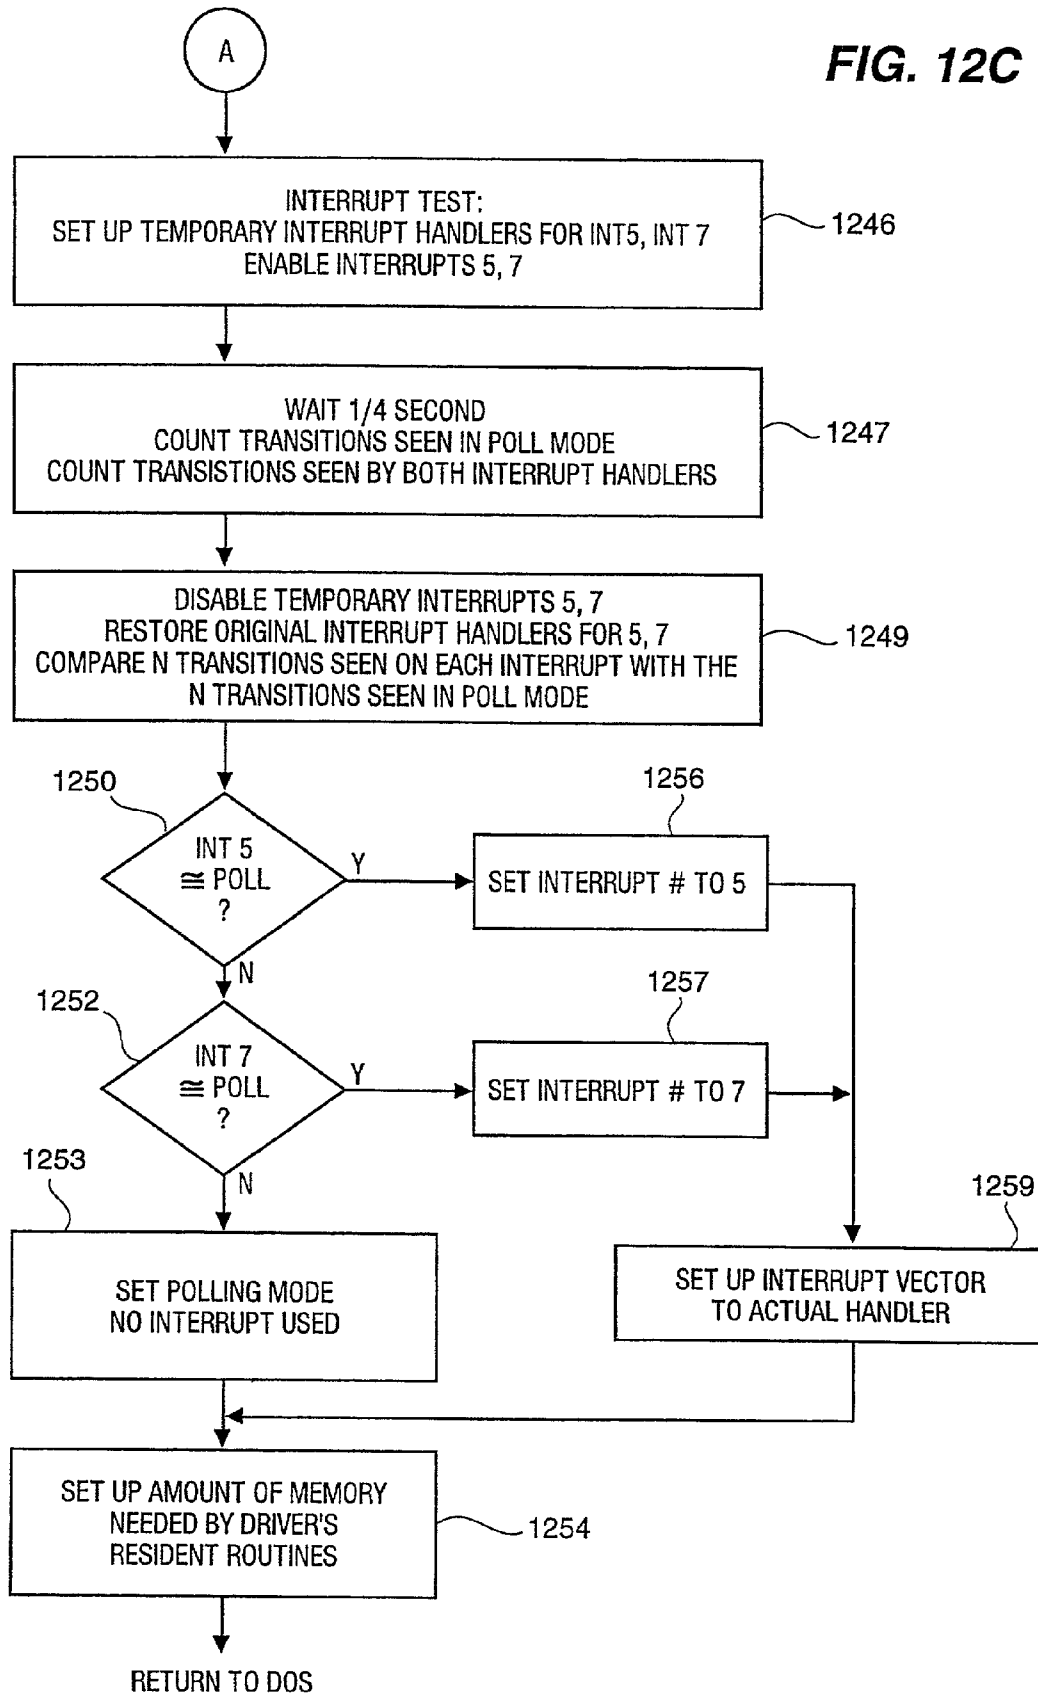 A
FIG. 12C
INTERRUPT TEST:
SET UP TEMPORARY INTERRUPT HANDLERS FOR INT5, INT 7
ENABLE INTERRUPTS 5, 7
1246
WAIT 1/4 SECOND
COUNT TRANSITIONS SEEN IN POLL MODE
COUNT TRANSISTIONS SEEN BY BOTH INTERRUPT HANDLERS
1247
DISABLE TEMPORARY INTERRUPTS 5, 7
RESTORE ORIGINAL INTERRUPT HANDLERS FOR 5, 7
COMPARE N TRANSITIONS SEEN ON EACH INTERRUPT WITH THE
N TRANSITIONS SEEN IN POLL MODE
1249
1250
INT 5
≅ POLL
?
Y
N
1256
SET INTERRUPT # TO 5
1252
INT 7
≅ POLL
?
Y
N
1257
SET INTERRUPT # TO 7
1253
SET POLLING MODE
NO INTERRUPT USED
1259
SET UP INTERRUPT VECTOR
TO ACTUAL HANDLER
SET UP AMOUNT OF MEMORY
NEEDED BY DRIVER'S
RESIDENT ROUTINES
1254
RETURN TO DOS